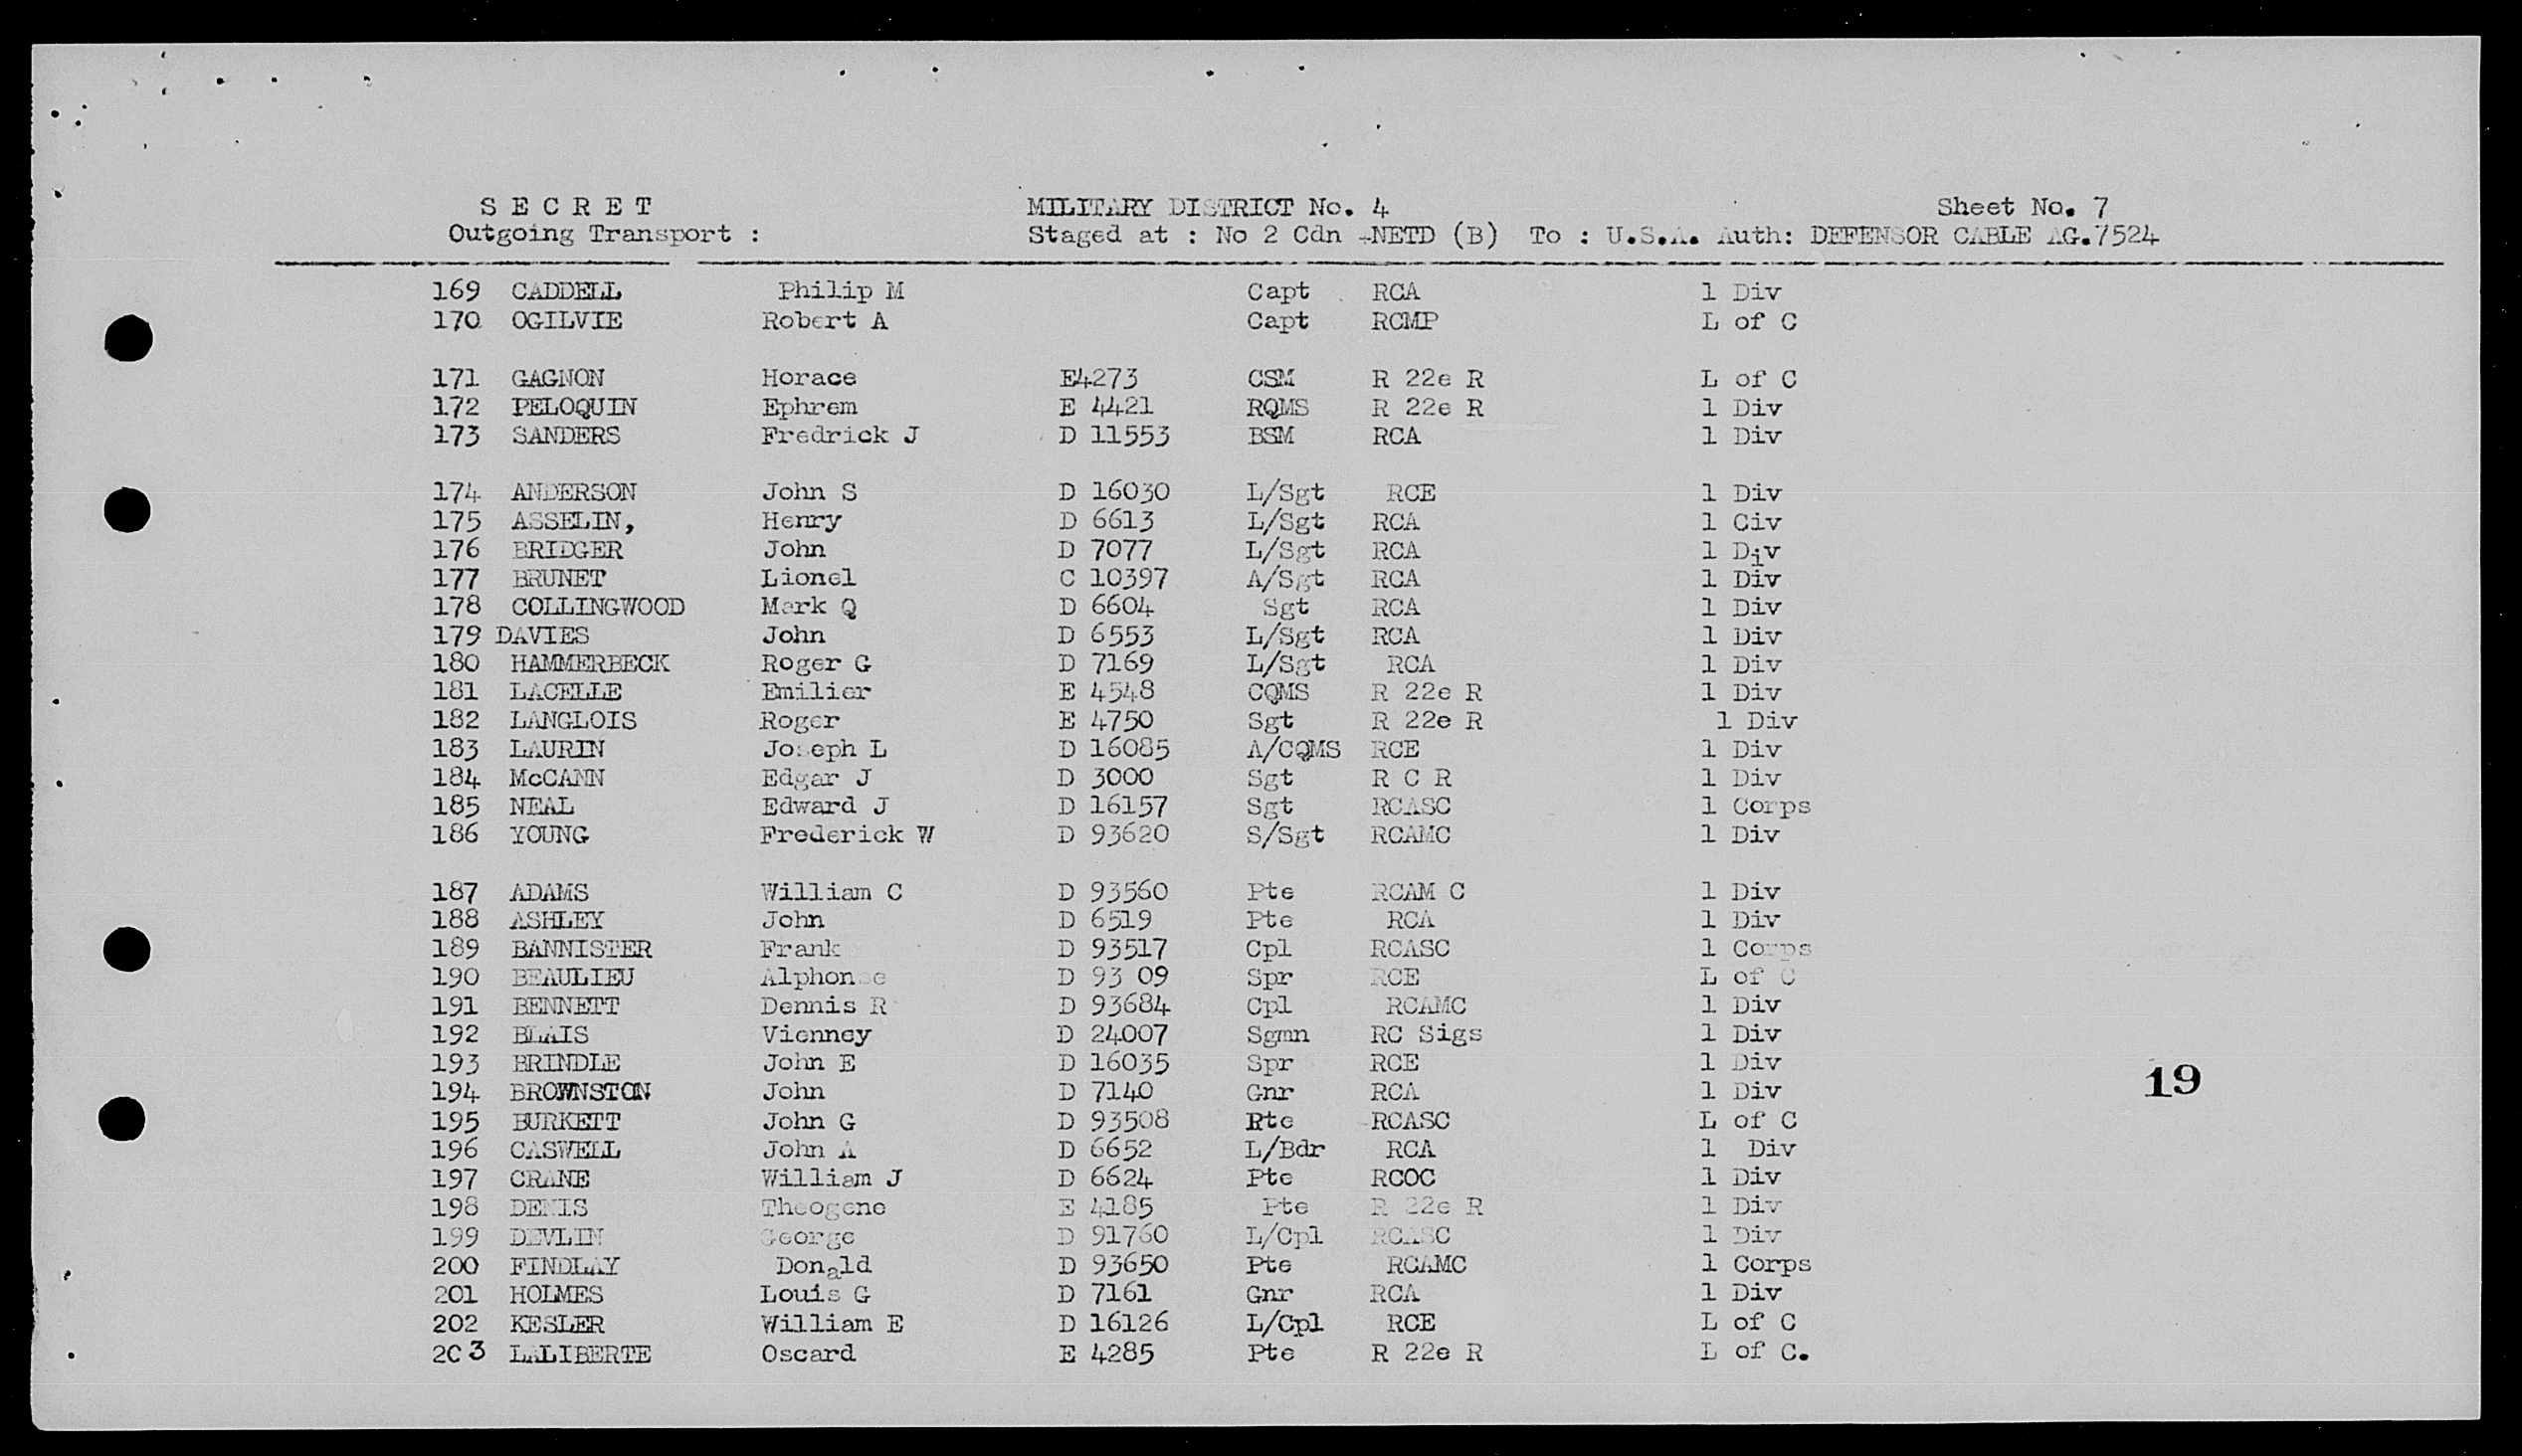 S E C R E T MILITARY DISTRICT No. 4 Sheet No. 7
Outgoing Transport : Staged at : No 2 Cdn -NETD (B) To : U.S.A. Auth: DEFENSOR CABLE AG.7524
169 CADDELL Philip M Capt RCA 1 Div
170 OGILVIE Robert A Capt RCMP L of C
171 GAGNON Horace E4273 CSM R 22e R L of C
172 PELOQUIN Ephrem E 4421 RQMS R 22e R 1 Div
173 SANDERS Fredrick J D 11553 BSM RCA 1 Div
174 ANDERSON John S D 16030 L/Sgt RCE 1 Div
175 ASSELIN, Henry D 6613 L/Sgt RCA 1 Civ
176 BRIDGER John D 7077 L/Sgt RCA 1 Div
177 BRUNET Lionel C 10397 A/Sgt RCA 1 Div
178 COLLINGWOOD Mark Q D 6604 Sgt RCA 1 Div
179 DAVIES John D 6553 L/Sgt RCA 1 Div
180 HAMMERBECK Roger G D 7169 L/Sgt RCA 1 Div
181 LACELLE Emilier E 4548 CQMS R 22e R 1 Div
182 LANGLOIS Roger E 4750 Sgt R 22e R 1 Div
183 LAURIN Joseph L D 16085 A/CQMS RCE 1 Div
184 McCANN Edgar J D 3000 Sgt R C R 1 Div
185 NEAL Edward J D 16157 Sgt RCASC 1 Corps
186 YOUNG Frederick W D 93620 S/Sgt RCAMC 1 Div
187 ADAMS William C D 93560 Pte RCAM C 1 Div
188 ASHLEY John D 6519 Pte RCA 1 Div
189 BANNISTER Frank D 93517 Cpl RCASC 1 Corps
190 BEAULIEU Alphonse D 93 09 Spr RCE L of C
191 BENNETT Dennis R D 93684 Cpl RCAMC 1 Div
192 BLAIS Vienney D 24007 Sgmn RC Sigs 1 Div
193 BRINDLE John E D 16035 Spr RCE 1 Div
194 BROWNSTON John D 7140 Gnr RCA 1 Div
19
195 BURKETT John G D 93508 Pte RCASC L of C
196 CASWELL John A D 6652 L/Bdr RCA 1 Div
197 CRANE William J D 6624 Pte RCOC 1 Div
198 DENIS Theogene E 4185 Pte R 22e R 1 Div
199 DEVLIN George D 91760 L/Cpl RCASC 1 Div
200 FINDLAY Donald D 93650 Pte RCAMC 1 Corps
201 HOLMES Louis G D 7161 Gnr RCA 1 Div
202 KESLER William E D 16126 L/Cpl RCE L of C
203 LALIBERTE Oscard E 4285 Pte R 22e R L of C.